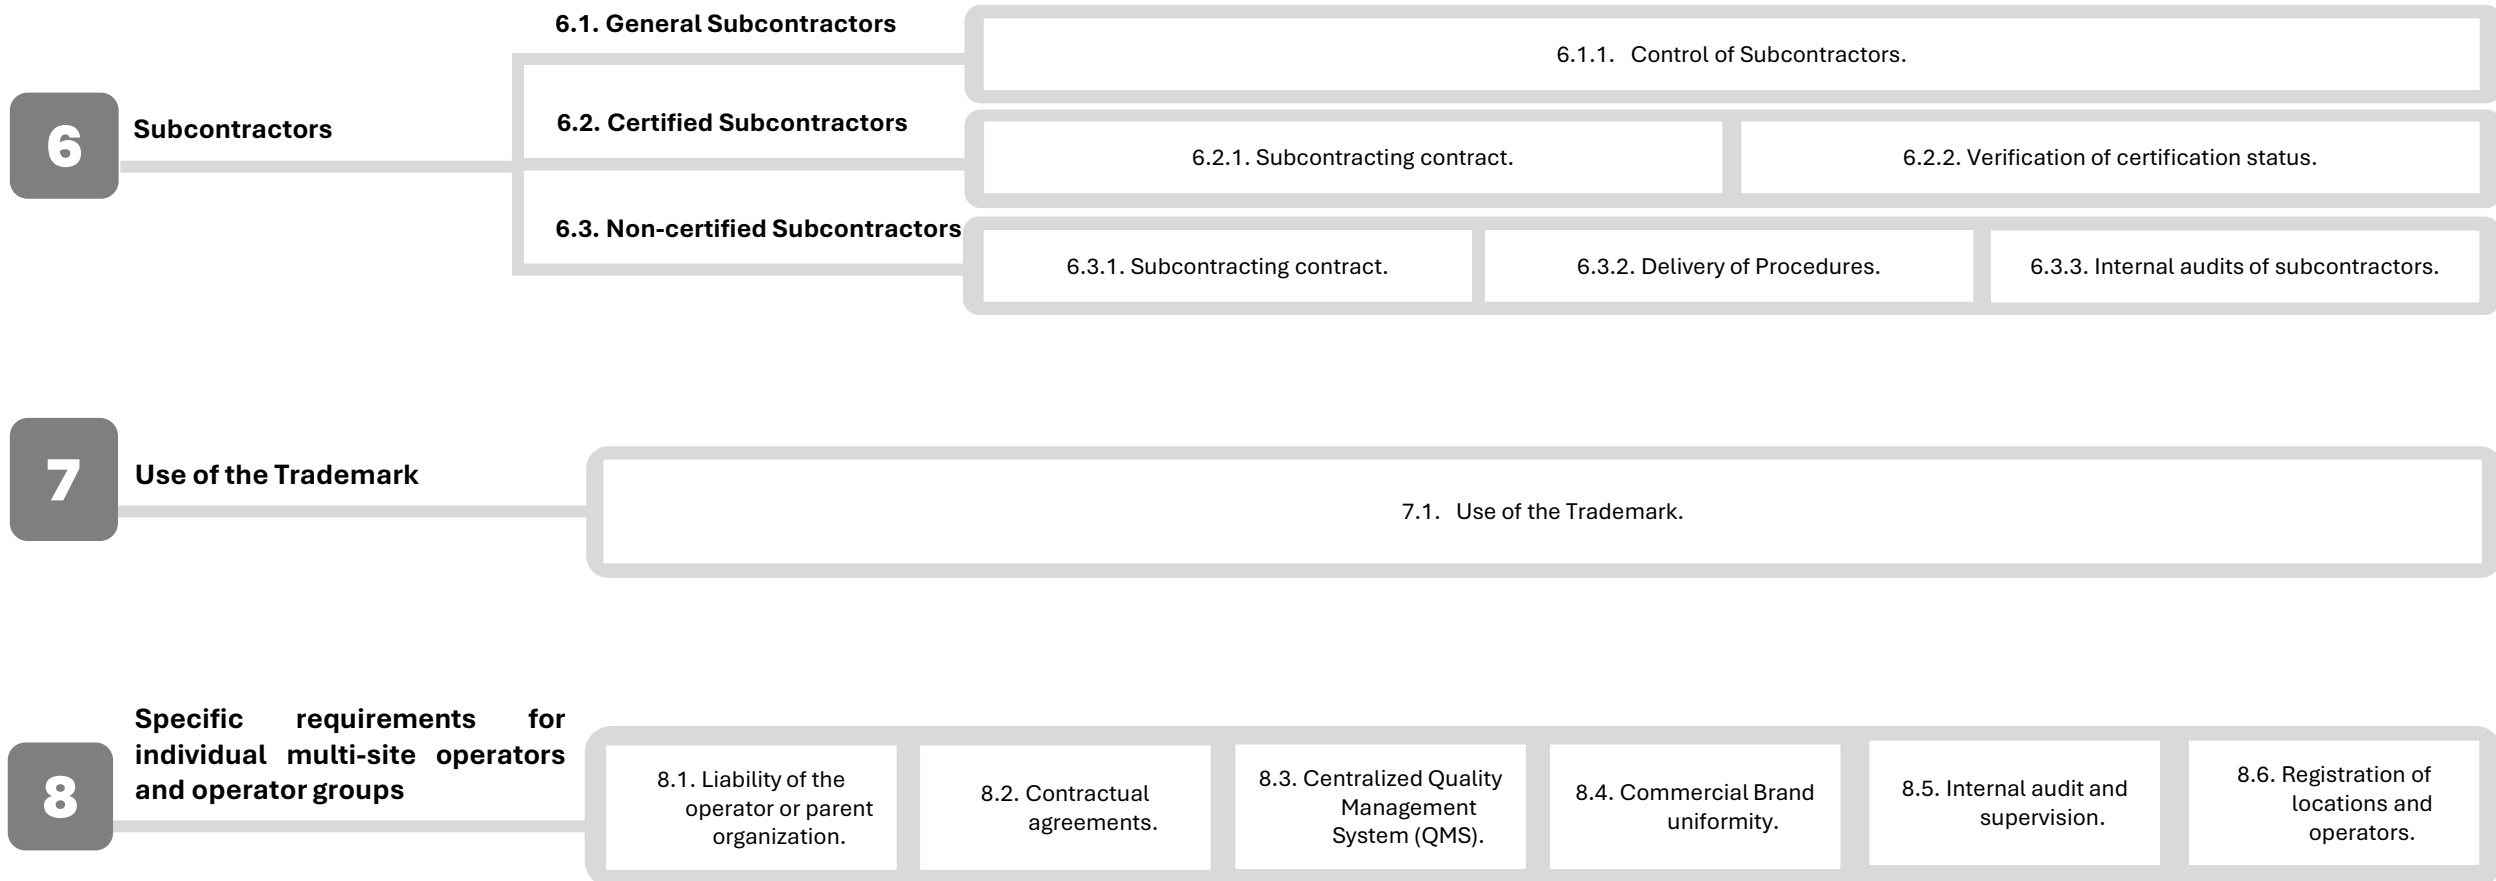 6
Subcontractors
6.1. General Subcontractors
6.1.1. Control of Subcontractors.
6.2. Certified Subcontractors
6.2.1. Subcontracting contract.
6.2.2. Verification of certification status.
6.3. Non-certified Subcontractors
6.3.1. Subcontracting contract.
6.3.2. Delivery of Procedures.
6.3.3. Internal audits of subcontractors.
7
Use of the Trademark
7.1. Use of the Trademark.
8
Specific requirements for
individual multi-site operators
and operator groups
8.1. Liability of the
operator or parent
organization.
8.2. Contractual
agreements.
8.3. Centralized Quality
Management
System (QMS).
8.4. Commercial Brand
uniformity.
8.5. Internal audit and
supervision.
8.6. Registration of
locations and
operators.